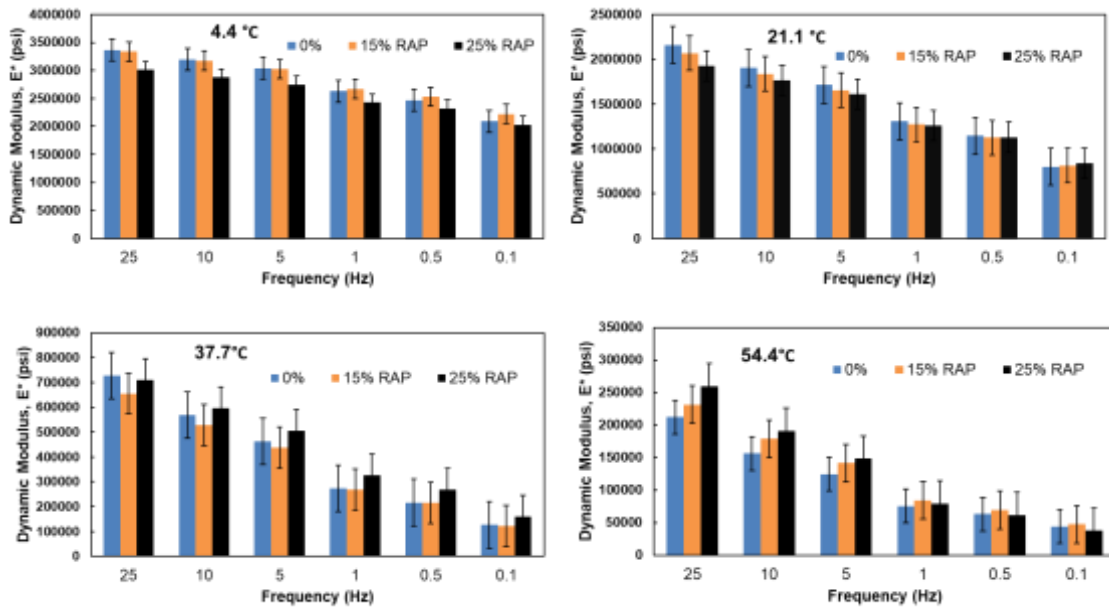 4.4 °C
0% 15% RAP 25% RAP
Dynamic Modulus, E* (psi)
4000000
3500000
3000000
2500000
2000000
1500000
1000000
500000
0
25 10 5 1 0.5 0.1
Frequency (Hz)
21.1 °C
0% 15% RAP 25% RAP
Dynamic Modulus, E* (psi)
2500000
2000000
1500000
1000000
500000
0
25 10 5 1 0.5 0.1
Frequency (Hz)
37.7°C
0% 15% RAP 25% RAP
Dynamic Modulus, E* (psi)
900000
800000
700000
600000
500000
400000
300000
200000
100000
0
25 10 5 1 0.5 0.1
Frequency (Hz)
54.4°C
0% 15% RAP 25% RAP
Dynamic Modulus, E* (psi)
350000
300000
250000
200000
150000
100000
50000
0
25 10 5 1 0.5 0.1
Frequency (Hz)